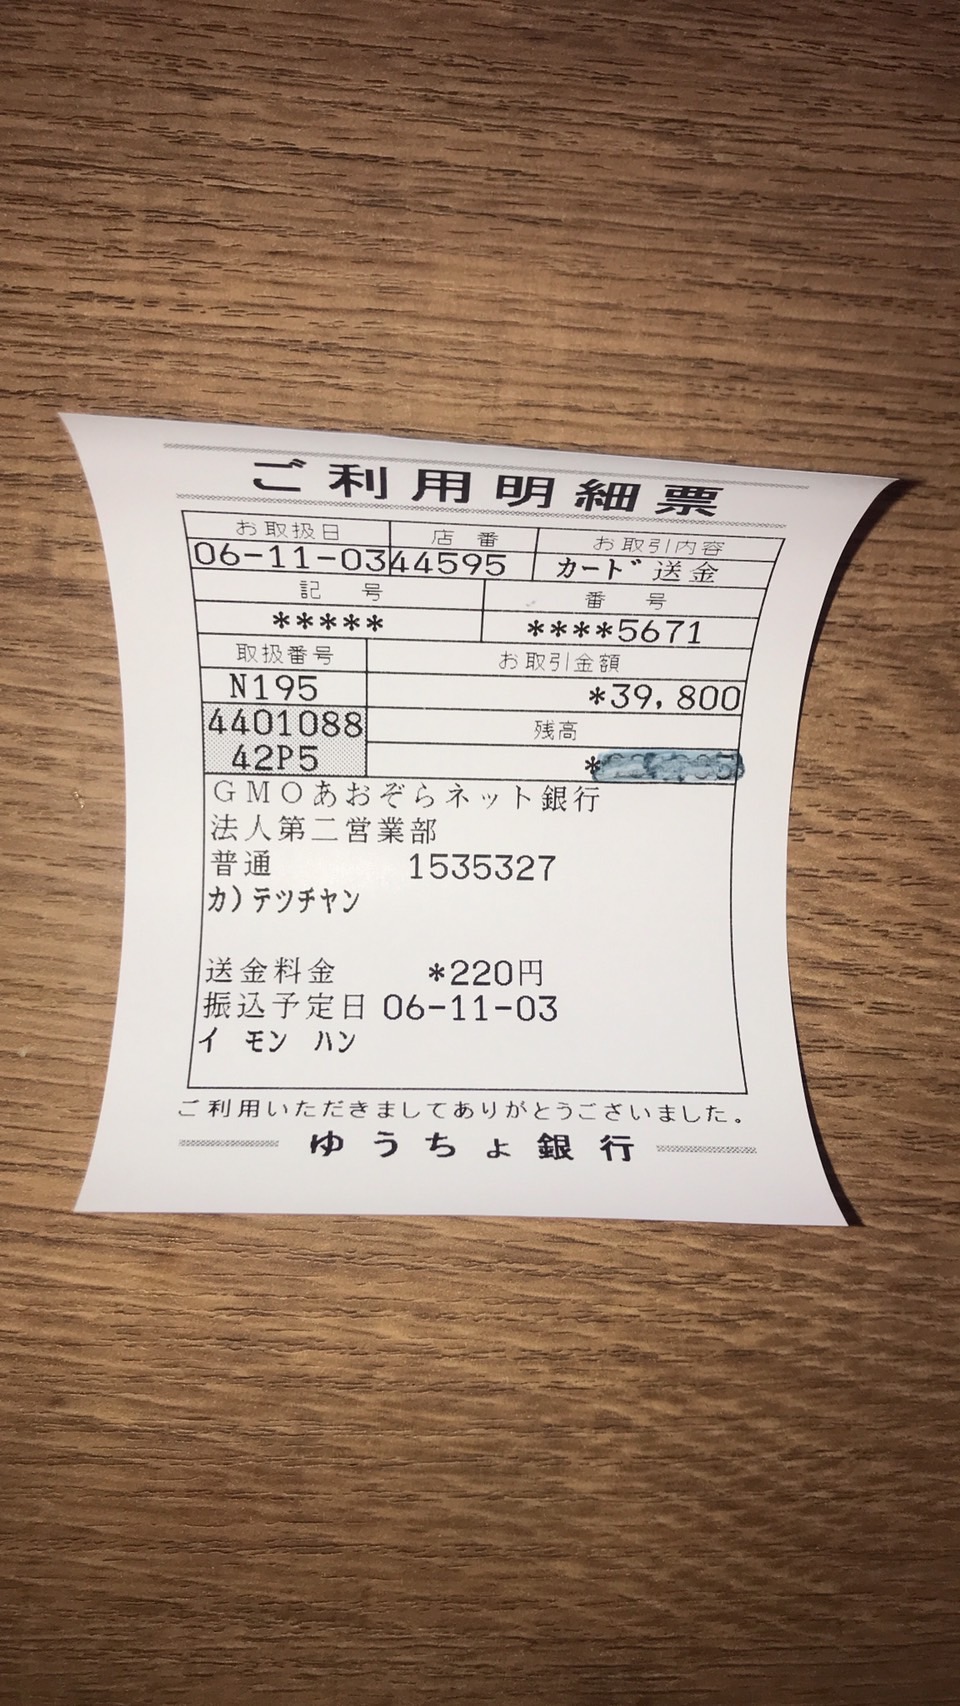 ご利用明細票
お取扱日 店番 お取引内容
06-11-03 44595 カード送金
記号 番号
***** ****5671
取扱番号 お取引金額
N195 *39,800
4401088 残高
42P5 *
GMOあおぞらネット銀行
法人第二営業部
普通 1535327
カ)テツチヤン
送金料金 *220円
振込予定日 06-11-03
イ モン ハン
ご利用いただきましてありがとうございました。
ゆうちょ銀行